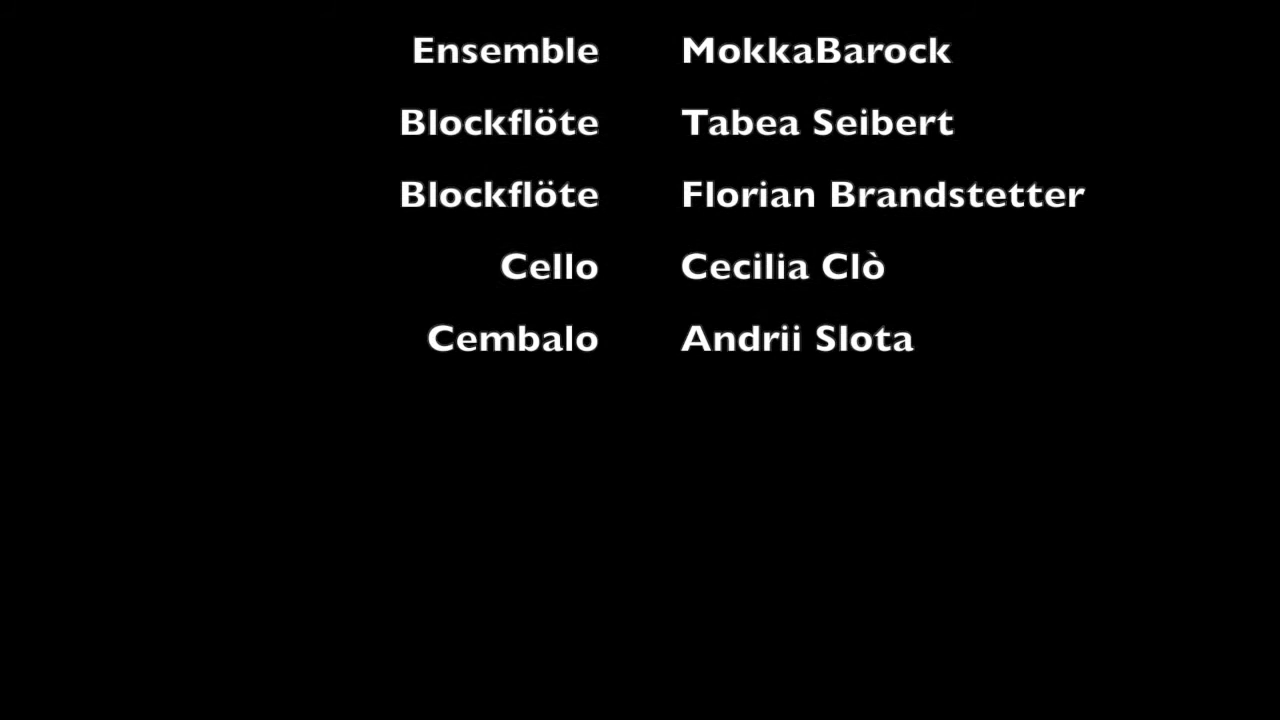 Ensemble MokkaBarock
Blockflöte Tabea Seibert
Blockflöte Florian Brandstetter
Cello Cecilia Clò
Cembalo Andrii Slota